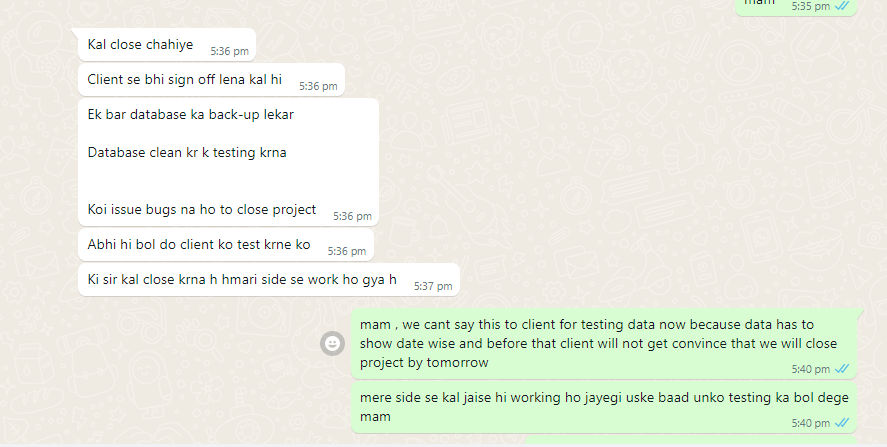 mam
5:35 pm
Kal close chahiye
5:36 pm
Client se bhi sign off lena kal hi
5:36 pm
Ek bar database ka back-up lekar
Database clean kr k testing krna
Koi issue bugs na ho to close project
5:36 pm
Abhi hi bol do client ko test krne ko
5:36 pm
Ki sir kal close krna h hmari side se work ho gya h
5:37 pm
mam , we cant say this to client for testing data now because data has to
show date wise and before that client will not get convince that we will close
project by tomorrow
5:40 pm
mere side se kal jaise hi working ho jayegi uske baad unko testing ka bol dege
mam
5:40 pm